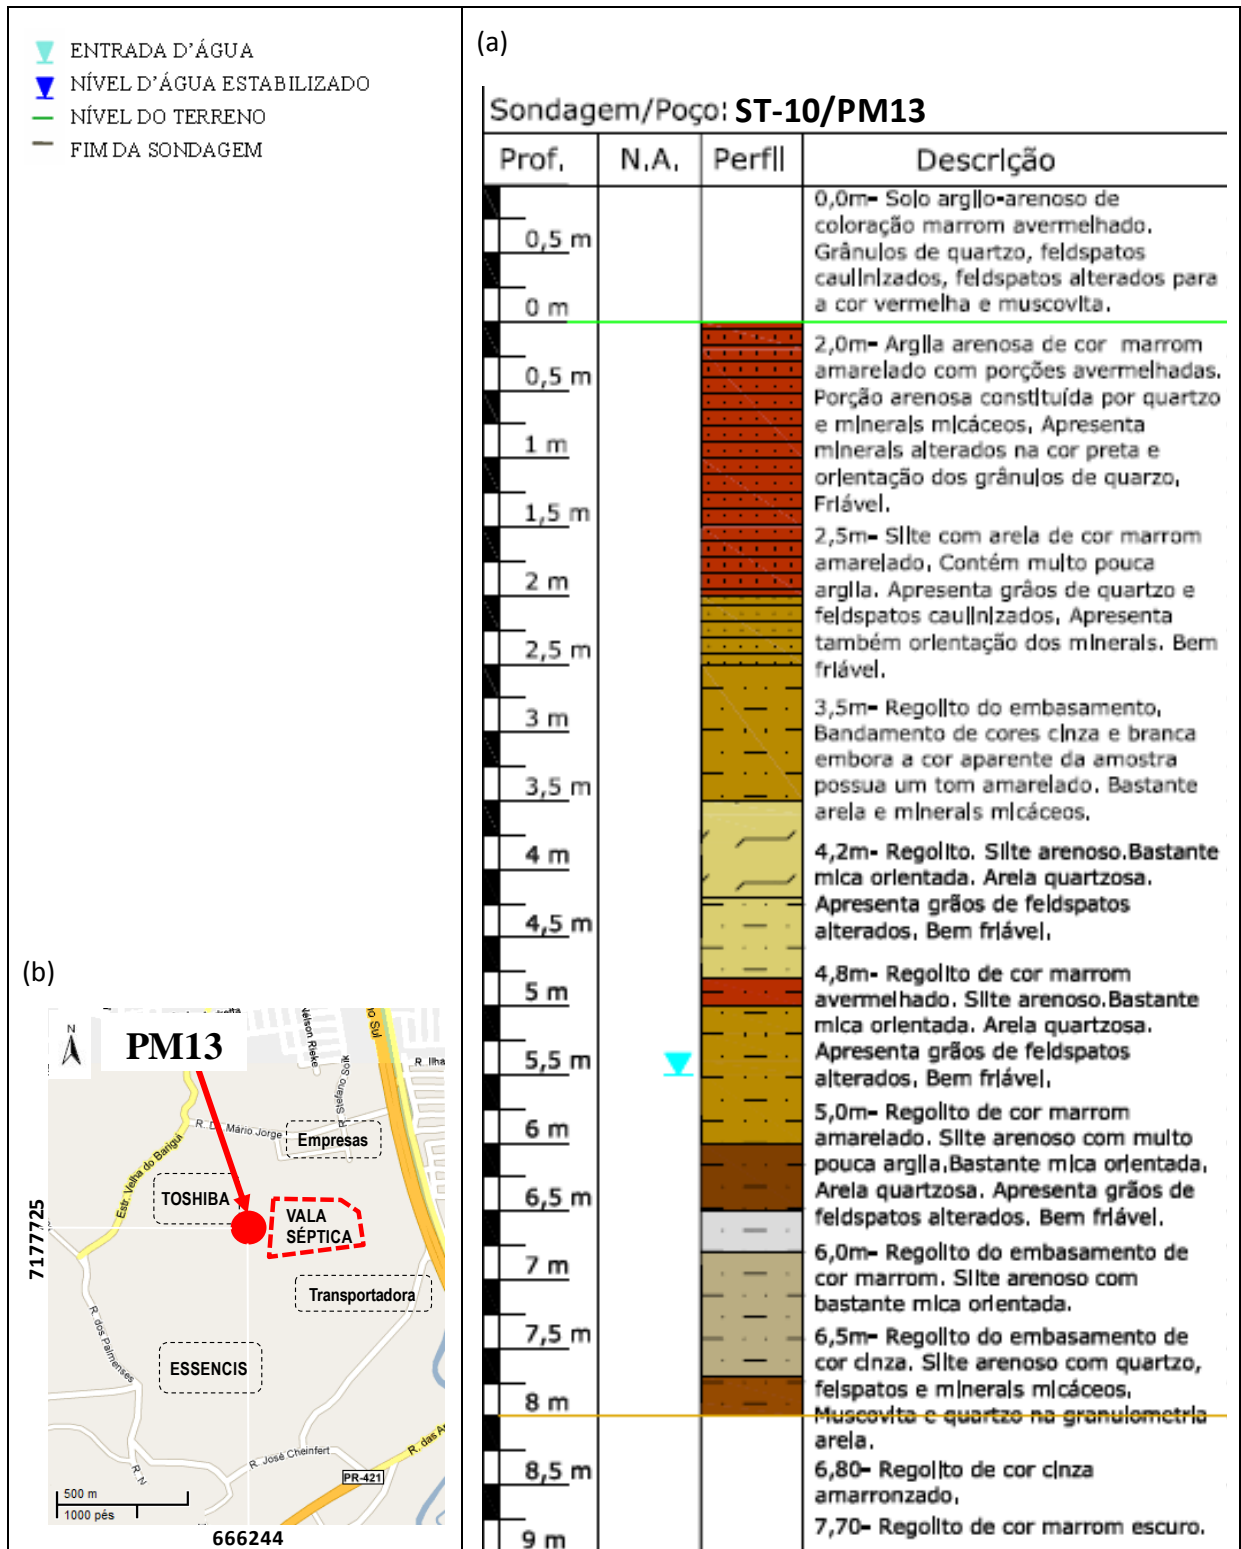 ENTRADA D'ÁGUA
NÍVEL D'ÁGUA ESTABILIZADO
NÍVEL DO TERRENO
FIM DA SONDAGEM
(a)
Sondagem/Poço: ST-10/PM13
Prof. N.A. Perfil Descrição
0,5 m
0 m
0,5 m
1 m
1,5 m
2 m
2,5 m
3 m
3,5 m
4 m
4,5 m
5 m
5,5 m
6 m
6,5 m
7 m
7,5 m
8 m
8,5 m
9 m
0,0m- Solo argilo-arenoso de
coloração marrom avermelhado.
Grânulos de quartzo, feldspatos
caulinizados, feldspatos alterados para
a cor vermelha e muscovita.
2,0m- Argila arenosa de cor marrom
amarelado com porções avermelhadas.
Porção arenosa constituída por quartzo
e minerais micáceos. Apresenta
minerais alterados na cor preta e
orientação dos grânulos de quarzo.
Friável.
2,5m- Silte com areia de cor marrom
amarelado. Contém muito pouca
argila. Apresenta grãos de quartzo e
feldspatos caulinizados. Apresenta
também orientação dos minerais. Bem
friável.
3,5m- Regolito do embasamento.
Bandamento de cores cinza e branca
embora a cor aparente da amostra
possua um tom amarelado. Bastante
areia e minerais micáceos.
4,2m- Regolito. Silte arenoso.Bastante
mica orientada. Areia quartzosa.
Apresenta grãos de feldspatos
alterados. Bem friável.
4,8m- Regolito de cor marrom
avermelhado. Silte arenoso.Bastante
mica orientada. Areia quartzosa.
Apresenta grãos de feldspatos
alterados. Bem friável.
5,0m- Regolito de cor marrom
amarelado. Silte arenoso com muito
pouca argila.Bastante mica orientada.
Areia quartzosa. Apresenta grãos de
feldspatos alterados. Bem friável.
6,0m- Regolito do embasamento de
cor marrom. Silte arenoso com
bastante mica orientada.
6,5m- Regolito do embasamento de
cor cinza. Silte arenoso com quartzo,
felspatos e minerais micáceos.
Muscovita e quartzo na granulometria
areia.
6,80- Regolito de cor cinza
amarronzado.
7,70- Regolito de cor marrom escuro.
(b)
N
PM13
Nelson Rieke
R. Stefano Solik
o Sul
R. Ilha
R. D. Mário Jorge
Empresas
Estr. Velha do Barigui
TOSHIBA
VALA
SÉPTICA
7177725
Transportadora
R. dos Palmenses
ESSENCIS
R. N
R. José Cheinfert
R. das A
PR-421
500 m
1000 pés
666244